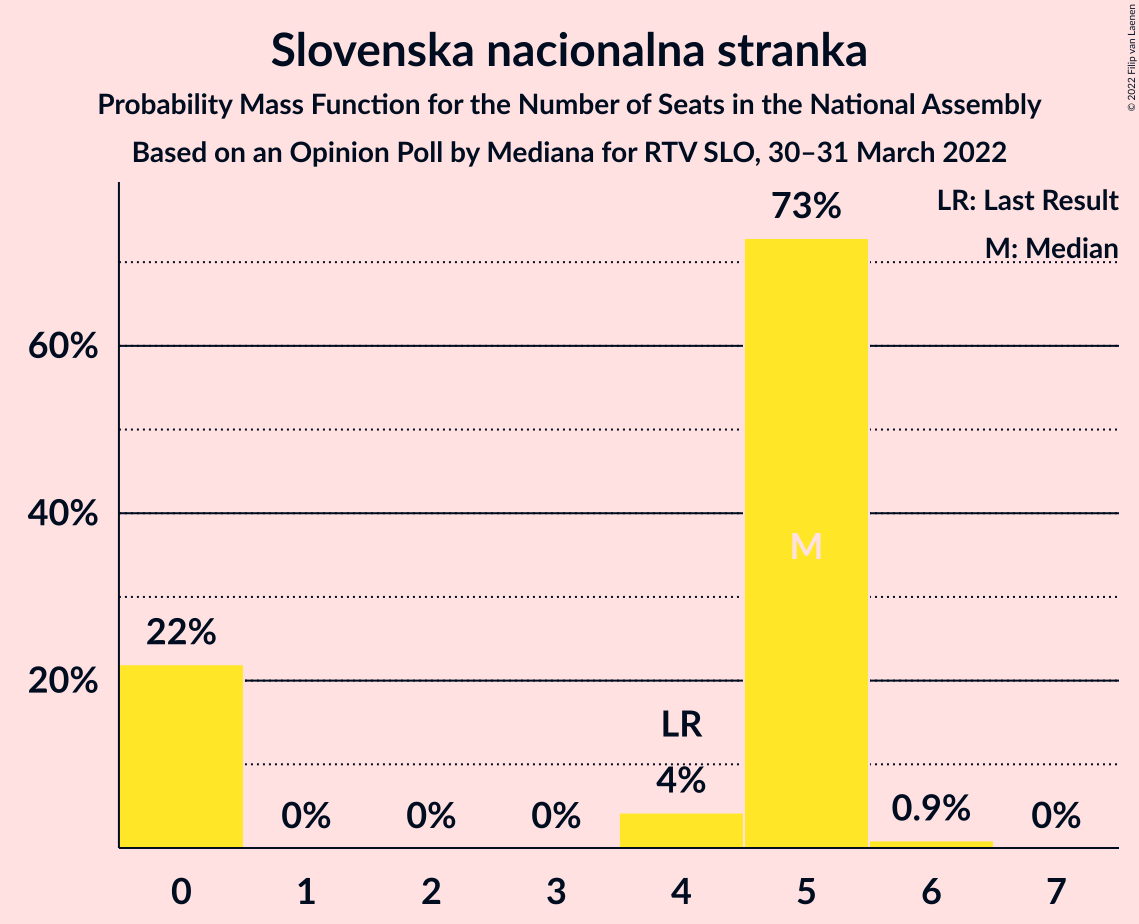 Slovenska nacionalna stranka
Probability Mass Function for the Number of Seats in the National Assembly
Based on an Opinion Poll by Mediana for RTV SLO, 30–31 March 2022
© 2022 Filip van Laenen
LR: Last Result
M: Median
73%
60%
40%
M
22%
20%
LR
4%
0%
0%
0%
0.9%
0%
0 1 2 3 4 5 6 7